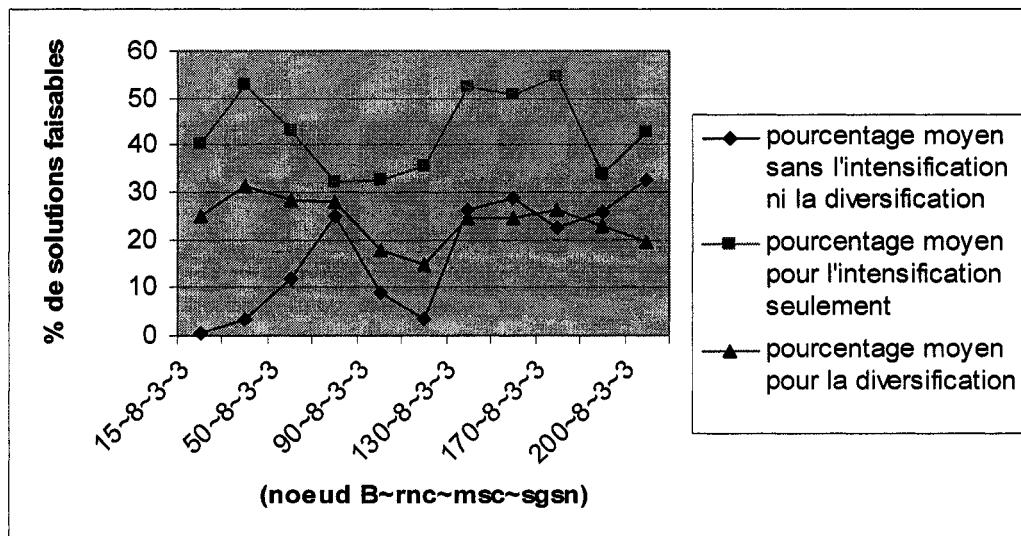 % de solutions faisables
60
50
40
30
20
10
0
15~8~3~3
50~8~3~3
90~8~3~3
130~8~3~3
170~8~3~3
200~8~3~3
(noeud B~rnc~msc~sgsn)
pourcentage moyen
sans l'intensification
ni la diversification
pourcentage moyen
pour l'intensification
seulement
pourcentage moyen
pour la diversification